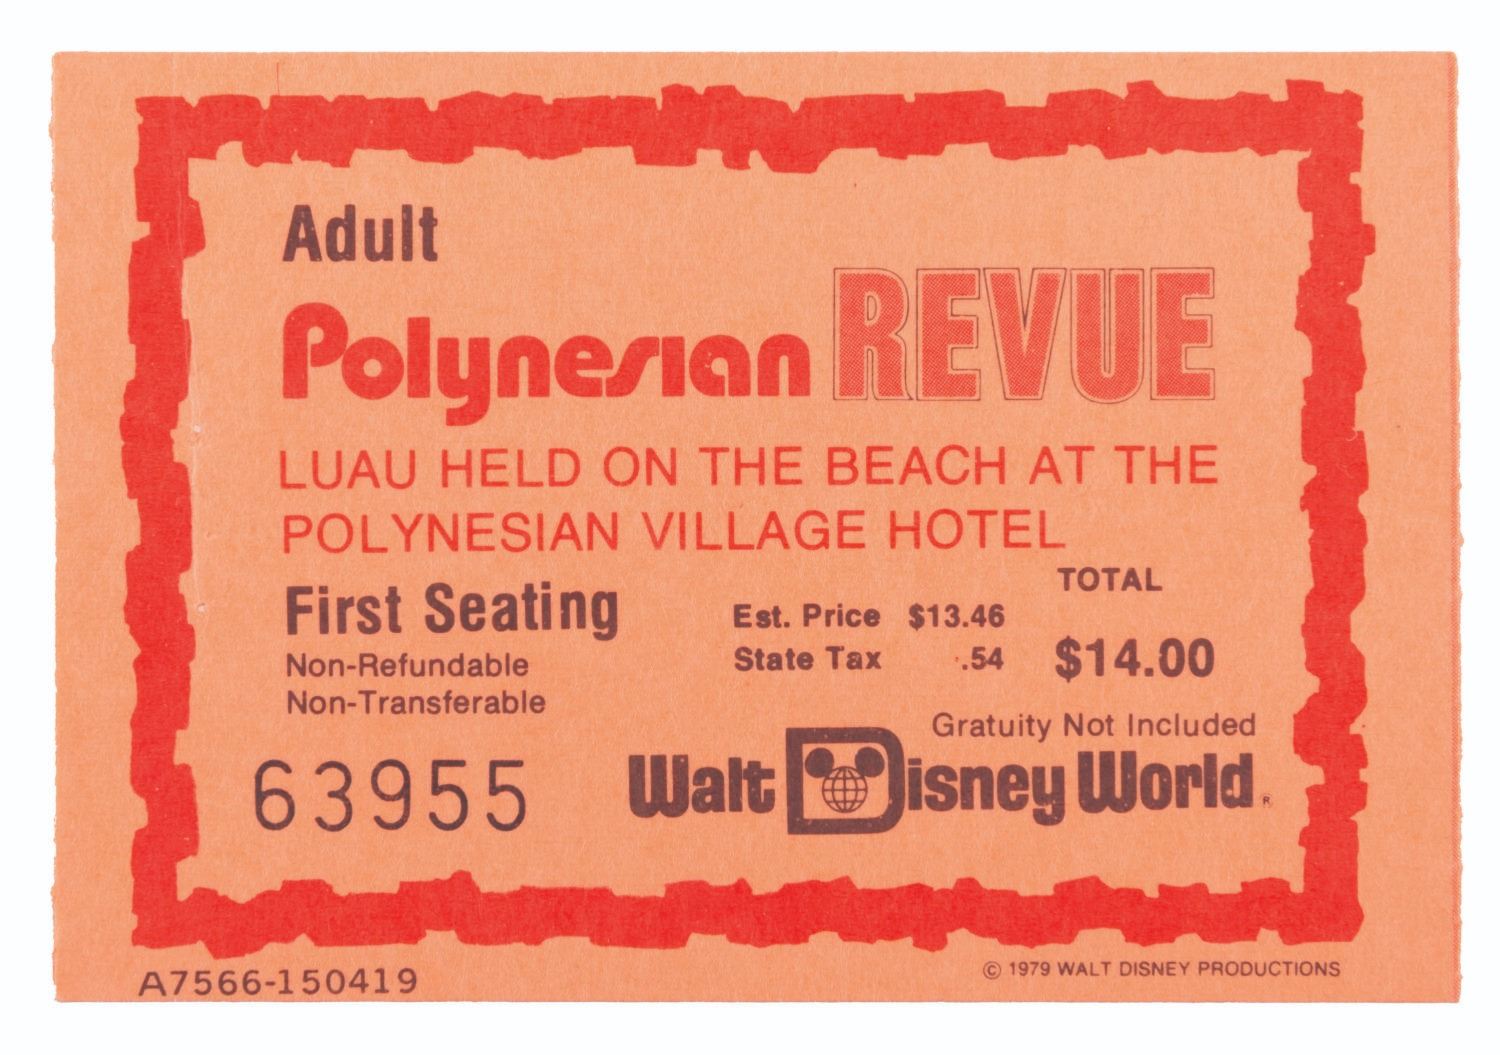 Adult
Polynesian REVUE
LUAU HELD ON THE BEACH AT THE
POLYNESIAN VILLAGE HOTEL
First Seating
Non-Refundable
Non-Transferable
TOTAL
Est. Price $13.46
State Tax .54 $14.00
Gratuity Not Included
63955
Walt Disney World ®
A7566-150419
© 1979 WALT DISNEY PRODUCTIONS